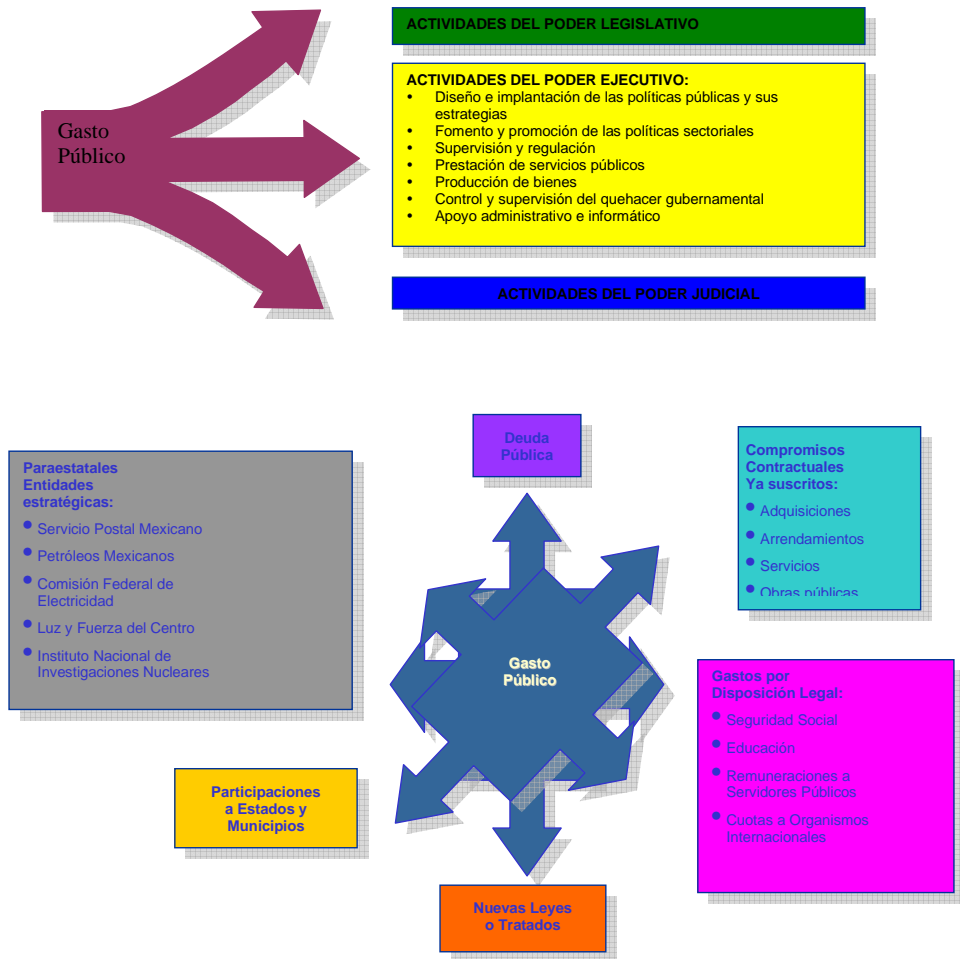 Gasto
Público
ACTIVIDADES DEL PODER LEGISLATIVO
ACTIVIDADES DEL PODER EJECUTIVO:
• Diseño e implantación de las políticas públicas y sus
estrategias
• Fomento y promoción de las políticas sectoriales
• Supervisión y regulación
• Prestación de servicios públicos
• Producción de bienes
• Control y supervisión del quehacer gubernamental
• Apoyo administrativo e informático
ACTIVIDADES DEL PODER JUDICIAL
Deuda
Pública
Paraestatales
Entidades
estratégicas:
• Servicio Postal Mexicano
• Petróleos Mexicanos
• Comisión Federal de
Electricidad
• Luz y Fuerza del Centro
• Instituto Nacional de
Investigaciones Nucleares
Compromisos
Contractuales
Ya suscritos:
• Adquisiciones
• Arrendamientos
• Servicios
• Obras públicas
Gasto
Público
Gastos por
Disposición Legal:
• Seguridad Social
• Educación
• Remuneraciones a
Servidores Públicos
• Cuotas a Organismos
Internacionales
Participaciones
a Estados y
Municipios
Nuevas Leyes
o Tratados